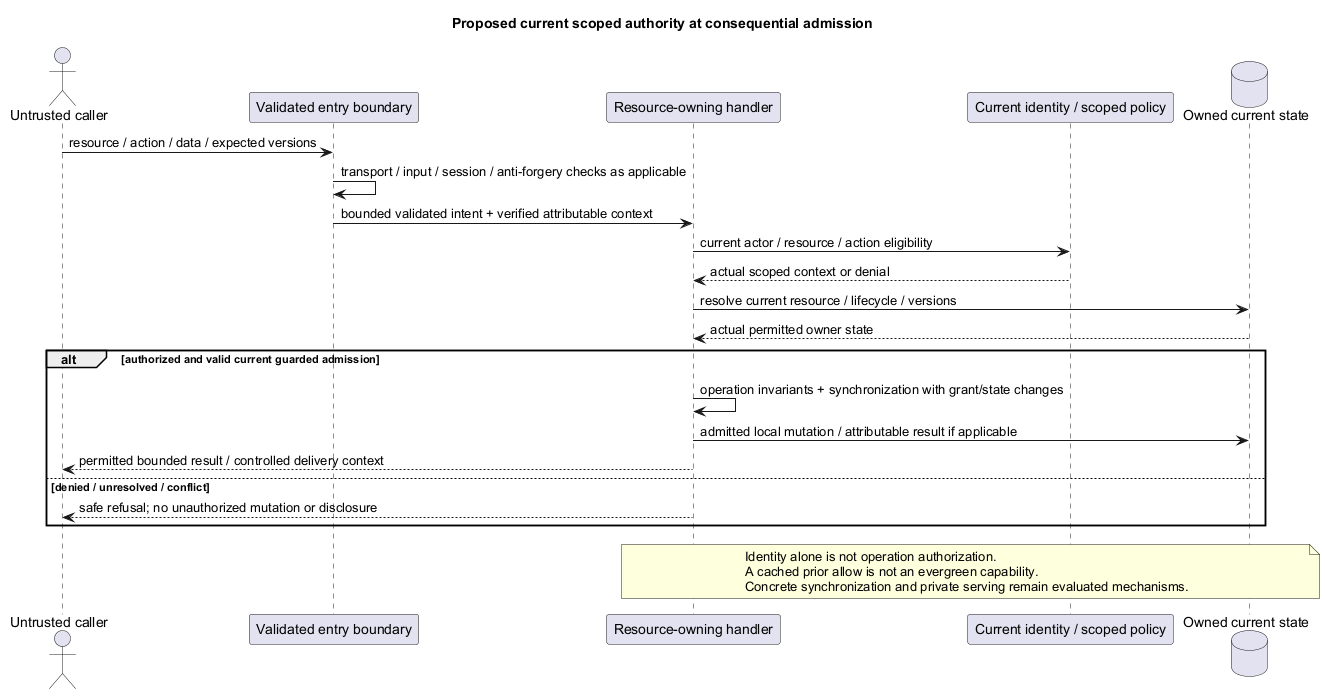 Proposed current scoped authority at consequential admission
Untrusted caller
Validated entry boundary
Resource-owning handler
Current identity / scoped policy
Owned current state
resource / action / data / expected versions
transport / input / session / anti-forgery checks as applicable
bounded validated intent + verified attributable context
current actor / resource / action eligibility
actual scoped context or denial
resolve current resource / lifecycle / versions
actual permitted owner state
alt
[authorized and valid current guarded admission]
operation invariants + synchronization with grant/state changes
admitted local mutation / attributable result if applicable
permitted bounded result / controlled delivery context
[denied / unresolved / conflict]
safe refusal; no unauthorized mutation or disclosure
Identity alone is not operation authorization.
A cached prior allow is not an evergreen capability.
Concrete synchronization and private serving remain evaluated mechanisms.
Untrusted caller
Validated entry boundary
Resource-owning handler
Current identity / scoped policy
Owned current state